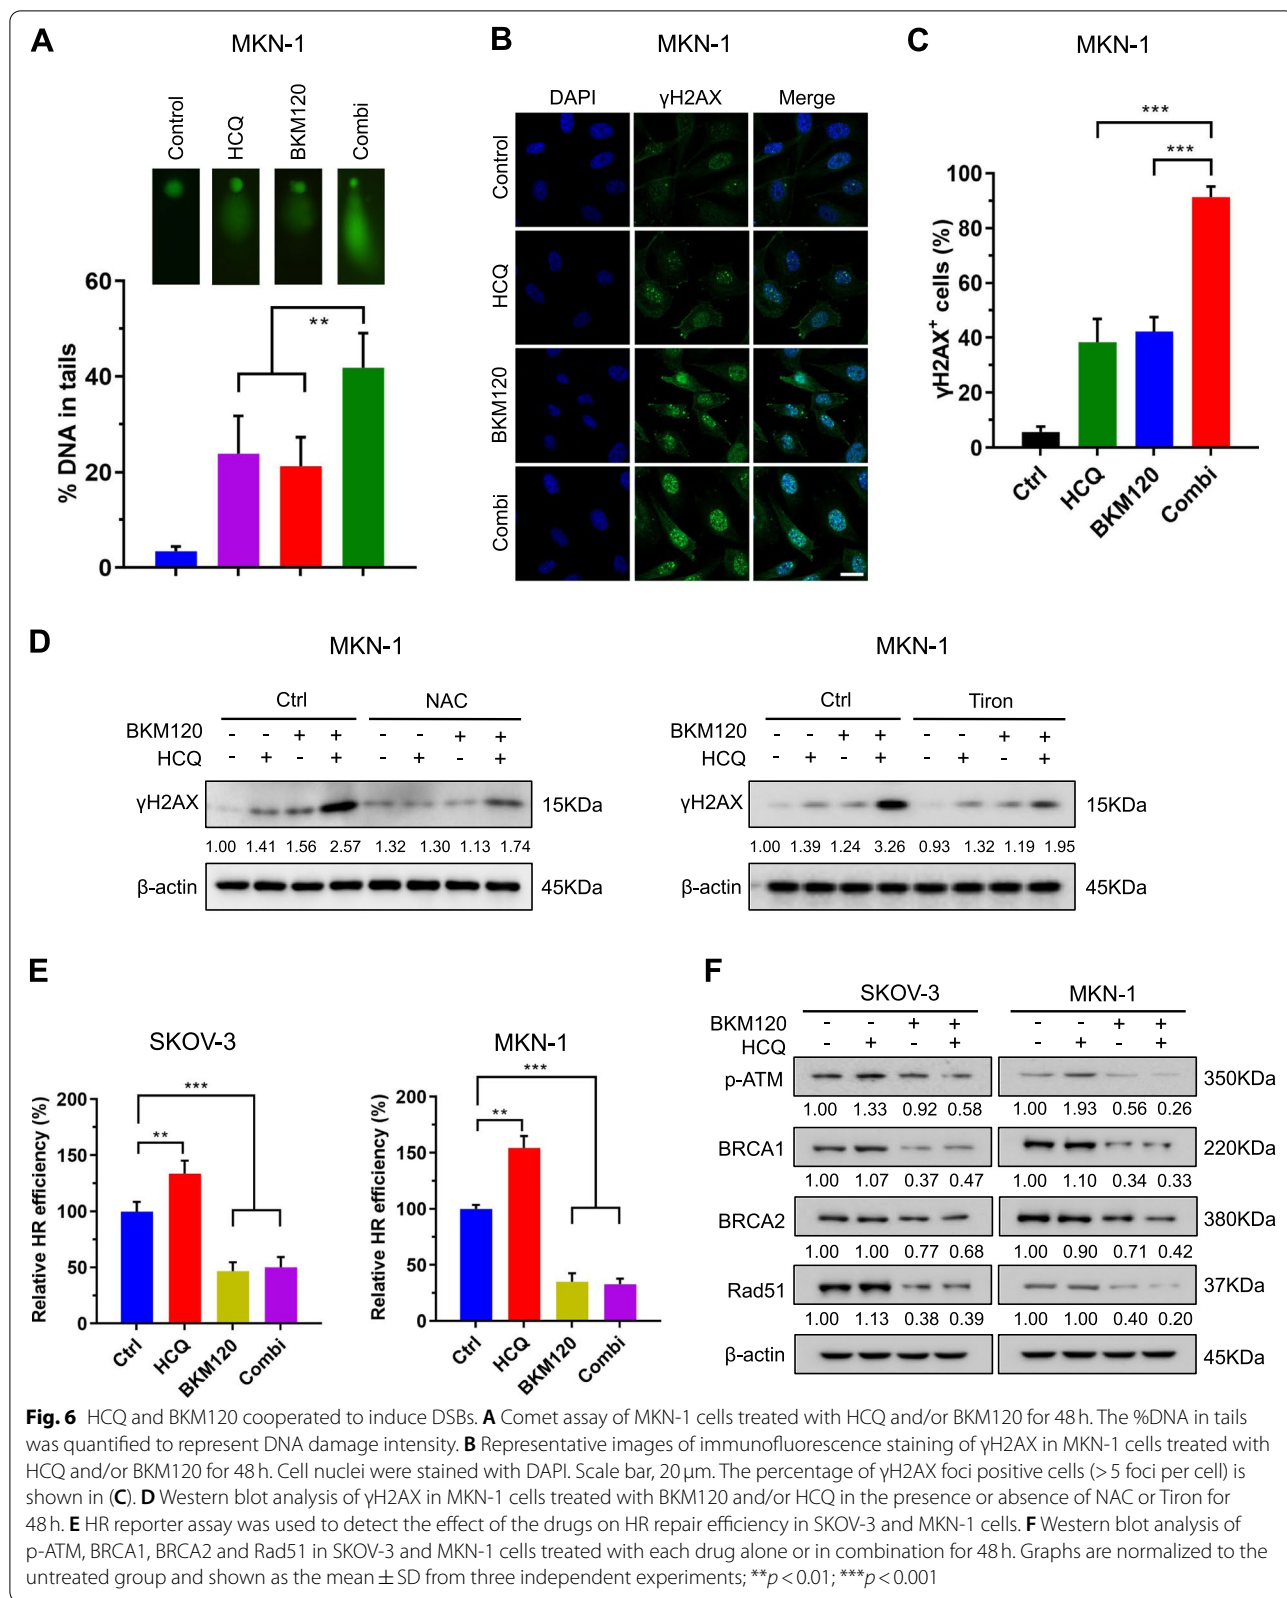 A
MKN-1
Control
HCQ
BKM120
Combi
60
40
20
0
% DNA in tails
**
B
MKN-1
DAPI γH2AX Merge
Control
HCQ
BKM120
Combi
C
MKN-1
***
***
100
80
60
40
20
0
γH2AX+ cells (%)
Ctrl
HCQ
BKM120
Combi
D
MKN-1
Ctrl NAC
BKM120 - - + + - - + +
HCQ - + - + - + - +
γH2AX 15KDa
1.00 1.41 1.56 2.57 1.32 1.30 1.13 1.74
β-actin 45KDa
MKN-1
Ctrl Tiron
BKM120 - - + + - - + +
HCQ - + - + - + - +
γH2AX 15KDa
1.00 1.39 1.24 3.26 0.93 1.32 1.19 1.95
β-actin 45KDa
E
SKOV-3
***
**
200
150
100
50
0
Relative HR efficiency (%)
Ctrl
HCQ
BKM120
Combi
MKN-1
***
**
200
150
100
50
0
Relative HR efficiency (%)
Ctrl
HCQ
BKM120
Combi
F
SKOV-3 MKN-1
BKM120 - - + + - - + +
HCQ - + - + - + - +
p-ATM 350KDa
1.00 1.33 0.92 0.58 1.00 1.93 0.56 0.26
BRCA1 220KDa
1.00 1.07 0.37 0.47 1.00 1.10 0.34 0.33
BRCA2 380KDa
1.00 1.00 0.77 0.68 1.00 0.90 0.71 0.42
Rad51 37KDa
1.00 1.13 0.38 0.39 1.00 1.00 0.40 0.20
β-actin 45KDa
Fig. 6 HCQ and BKM120 cooperated to induce DSBs. A Comet assay of MKN-1 cells treated with HCQ and/or BKM120 for 48 h. The %DNA in tails
was quantified to represent DNA damage intensity. B Representative images of immunofluorescence staining of γH2AX in MKN-1 cells treated with
HCQ and/or BKM120 for 48 h. Cell nuclei were stained with DAPI. Scale bar, 20 μm. The percentage of γH2AX foci positive cells (> 5 foci per cell) is
shown in (C). D Western blot analysis of γH2AX in MKN-1 cells treated with BKM120 and/or HCQ in the presence or absence of NAC or Tiron for
48 h. E HR reporter assay was used to detect the effect of the drugs on HR repair efficiency in SKOV-3 and MKN-1 cells. F Western blot analysis of
p-ATM, BRCA1, BRCA2 and Rad51 in SKOV-3 and MKN-1 cells treated with each drug alone or in combination for 48 h. Graphs are normalized to the
untreated group and shown as the mean ± SD from three independent experiments; **p < 0.01; ***p < 0.001